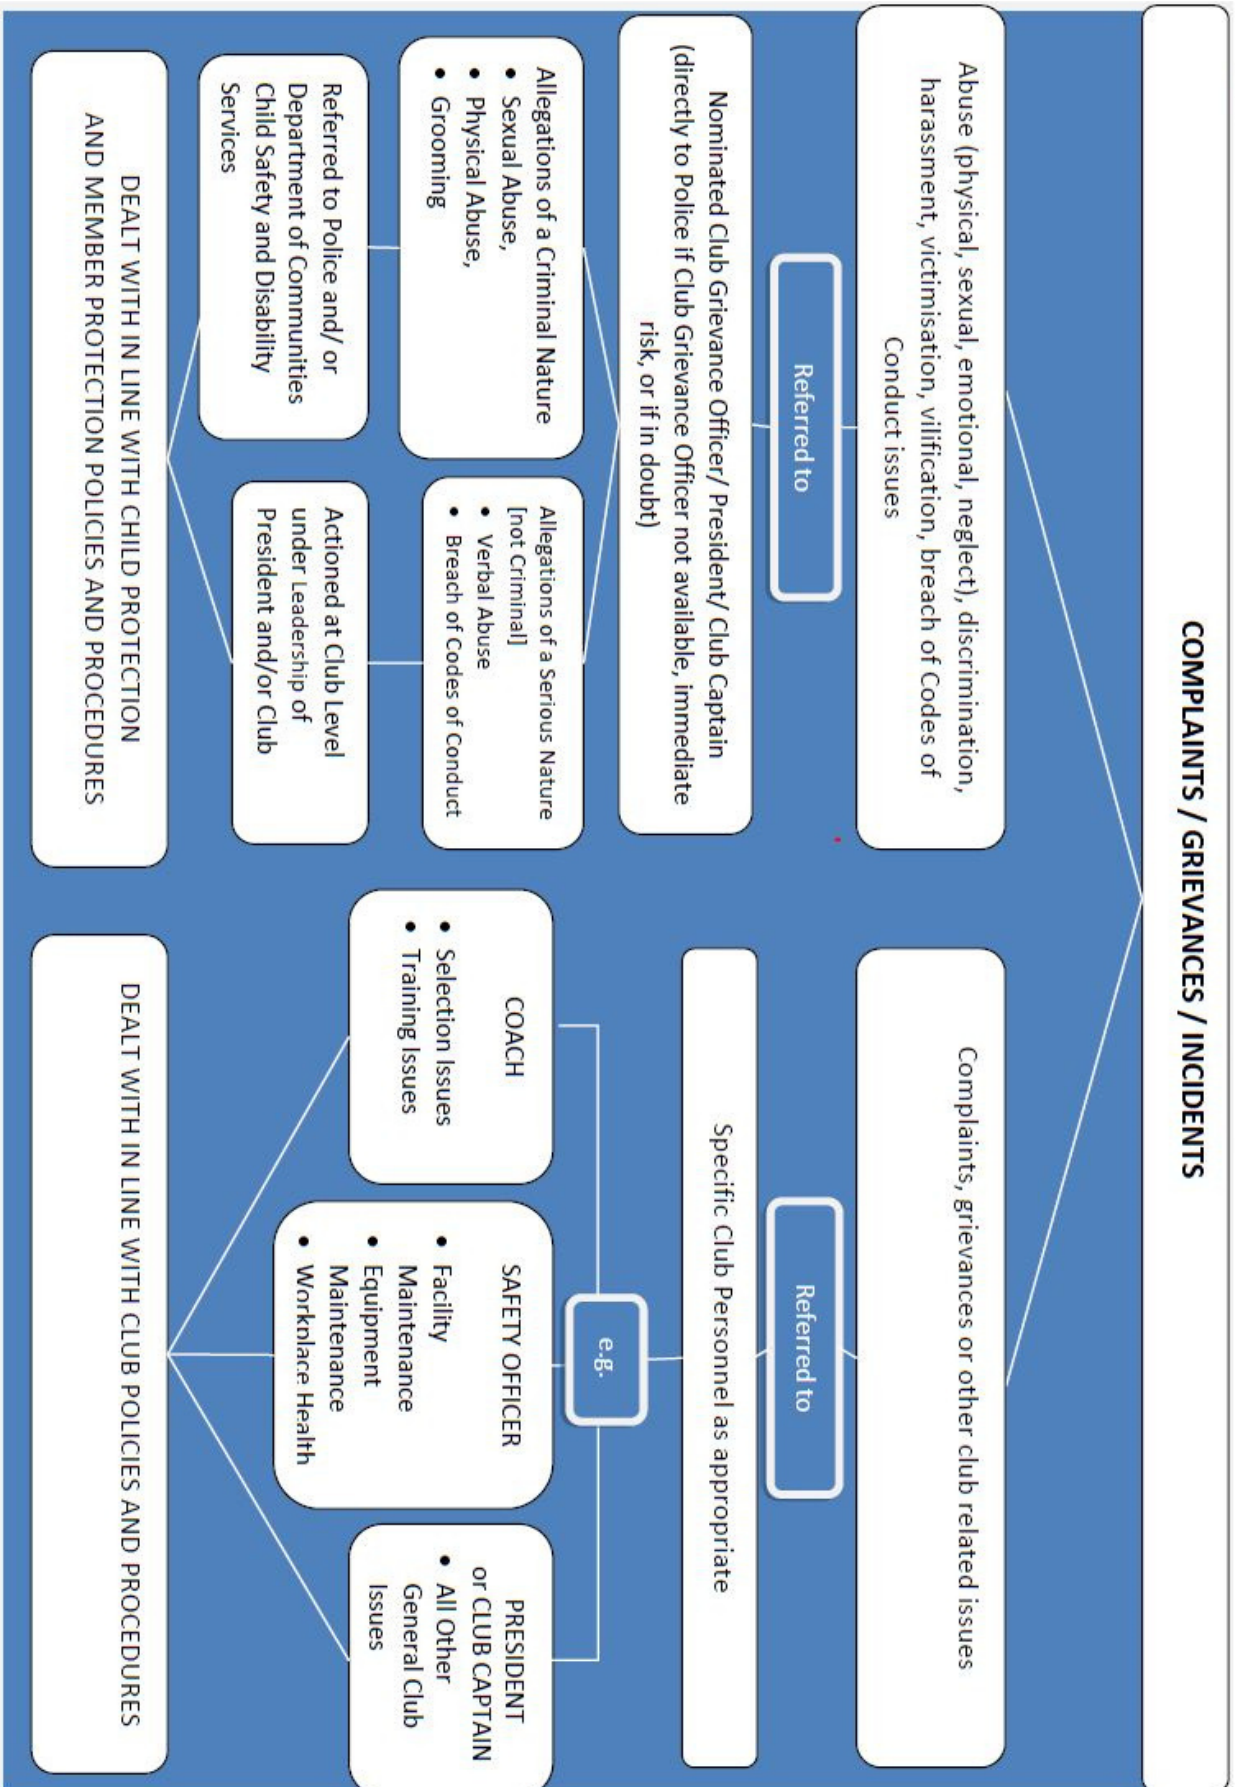 COMPLAINTS / GRIEVANCES / INCIDENTS
Abuse (physical, sexual, emotional, neglect), discrimination,
harassment, victimisation, vilification, breach of Codes of
Conduct issues
Referred to
Nominated Club Grievance Officer/ President/ Club Captain
(directly to Police if Club Grievance Officer not available, immediate
risk, or if in doubt)
Allegations of a Criminal Nature
• Sexual Abuse,
• Physical Abuse,
• Grooming
Allegations of a Serious Nature
[not Criminal]
• Verbal Abuse
• Breach of Codes of Conduct
Referred to Police and/ or
Department of Communities
Child Safety and Disability
Services
Actioned at Club Level
under Leadership of
President and/or Club
DEALT WITH IN LINE WITH CHILD PROTECTION
AND MEMBER PROTECTION POLICIES AND PROCEDURES
Complaints, grievances or other club related issues
Referred to
Specific Club Personnel as appropriate
e.g.
COACH
• Selection Issues
• Training Issues
SAFETY OFFICER
• Facility
Maintenance
• Equipment
Maintenance
• Workplace Health
PRESIDENT
or CLUB CAPTAIN
• All Other
General Club
Issues
DEALT WITH IN LINE WITH CLUB POLICIES AND PROCEDURES